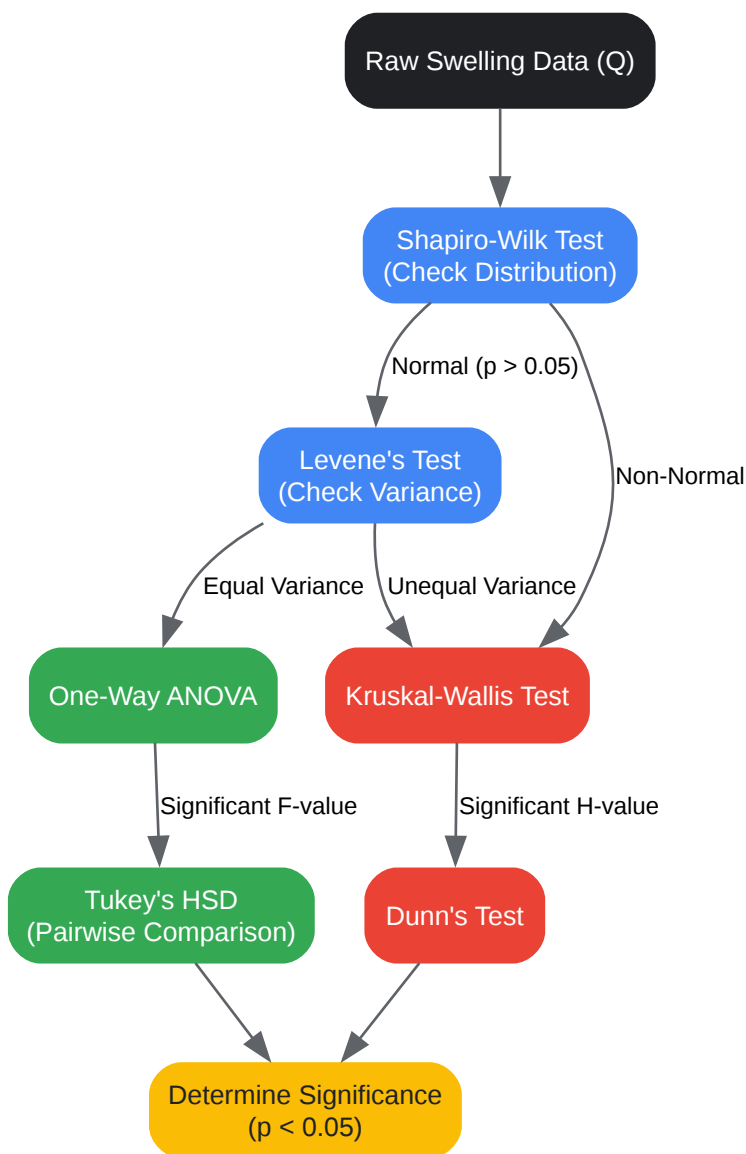 Raw Swelling Data (Q)
Shapiro-Wilk Test
(Check Distribution)
Normal (p > 0.05)
Non-Normal
Levene's Test
(Check Variance)
Equal Variance
Unequal Variance
One-Way ANOVA
Kruskal-Wallis Test
Significant F-value
Significant H-value
Tukey's HSD
(Pairwise Comparison)
Dunn's Test
Determine Significance
(p < 0.05)